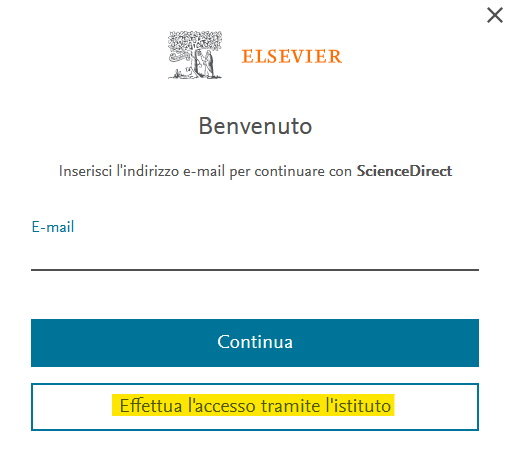 ELSEVIER
Benvenuto
Inserisci l'indirizzo e-mail per continuare con ScienceDirect
E-mail
Continua
Effettua l'accesso tramite l'istituto